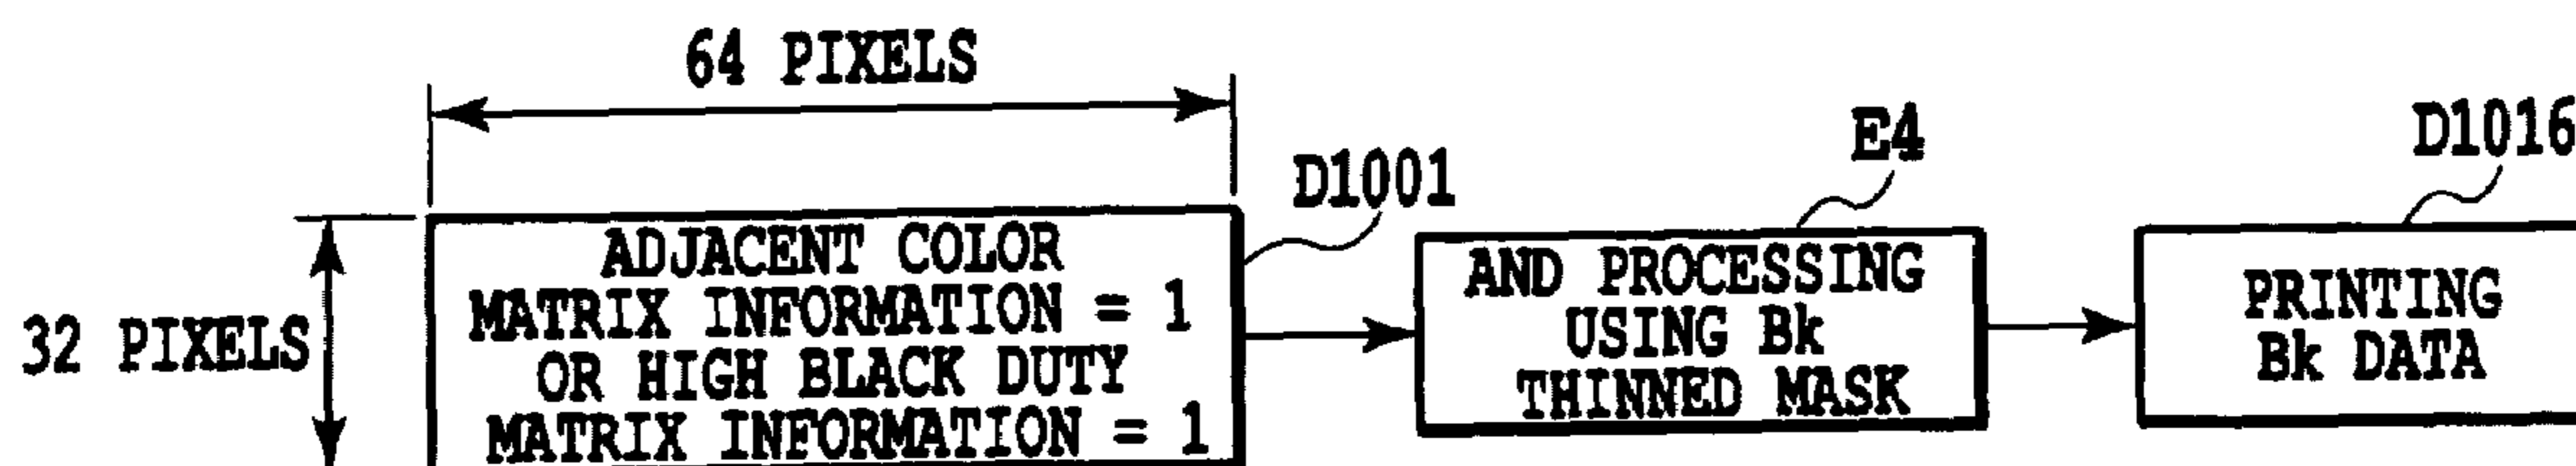 64 PIXELS
E4
D1016
D1001
32 PIXELS
ADJACENT COLOR
MATRIX INFORMATION = 1
OR HIGH BLACK DUTY
MATRIX INFORMATION = 1
AND PROCESSING
USING Bk
THINNED MASK
PRINTING
Bk DATA